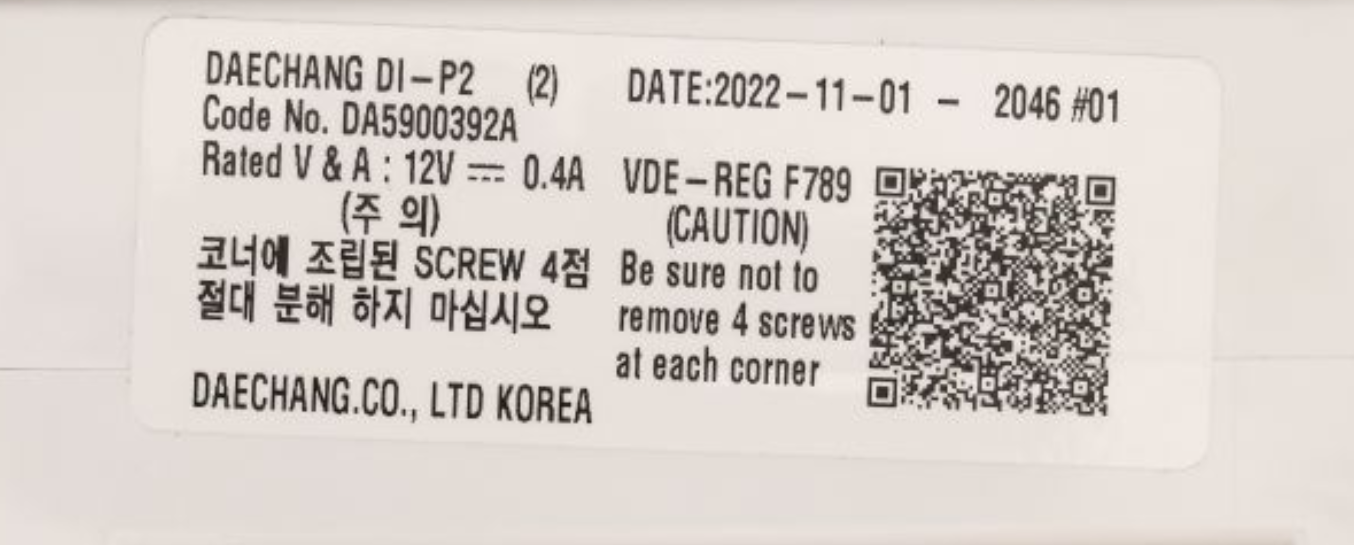 DAECHANG DI-P2 (2) DATE:2022-11-01 - 2046 #01
Code No. DA5900392A
Rated V & A : 12V ⎓ 0.4A
(주 의)
코너에 조립된 SCREW 4점
절대 분해 하지 마십시오
DAECHANG.CO., LTD KOREA
VDE-REG F789
(CAUTION)
Be sure not to
remove 4 screws
at each corner